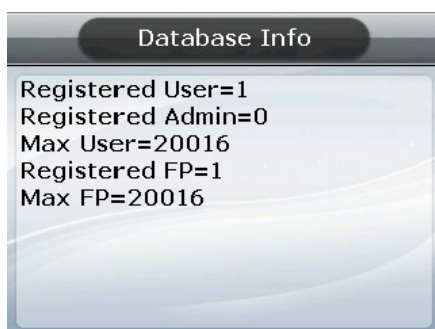 Database Info
Registered User=1
Registered Admin=0
Max User=20016
Registered FP=1
Max FP=20016